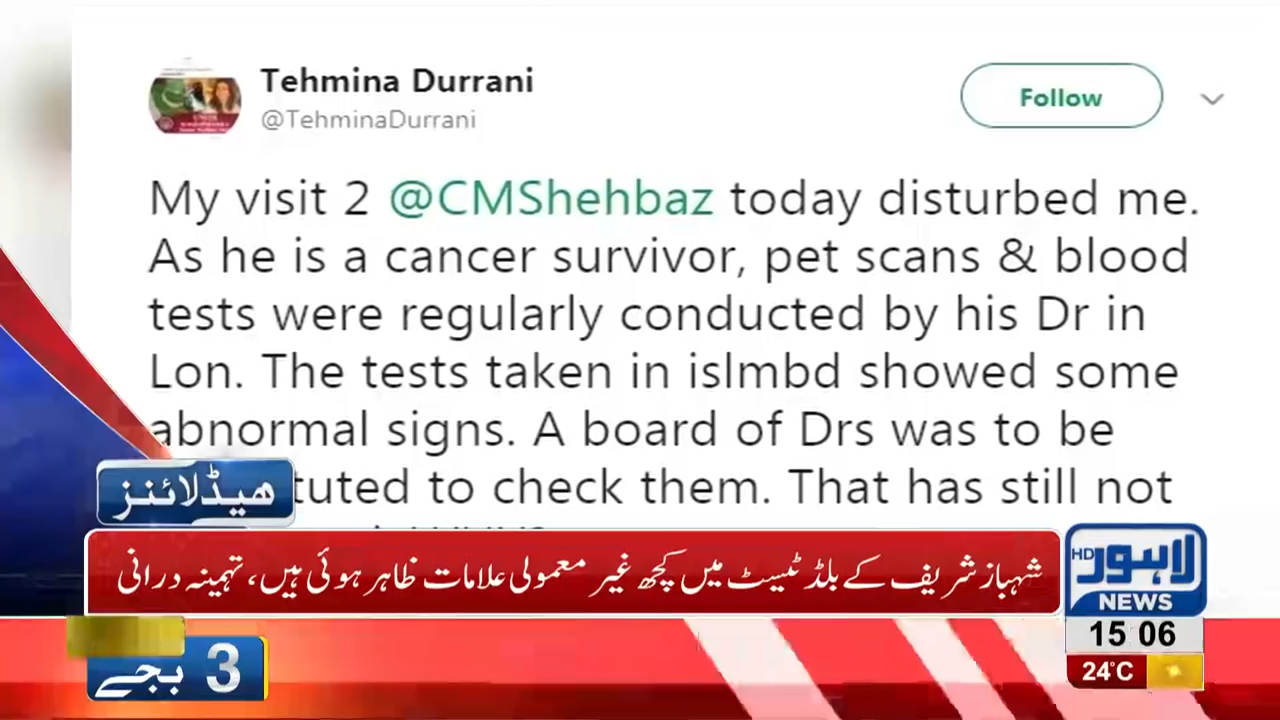 Tehmina Durrani
@TehminaDurrani
Follow
My visit 2 @CMShehbaz today disturbed me.
As he is a cancer survivor, pet scans & blood
tests were regularly conducted by his Dr in
Lon. The tests taken in islmbd showed some
abnormal signs. A board of Drs was to be
tuted to check them. That has still not
ہیڈلائنز
شہباز شریف کے بلڈ ٹیسٹ میں کچھ غیر معمولی علامات ظاہر ہوئی ہیں، تہمینہ درانی
لاہور HD
NEWS
15 06
24°C
3 بجے